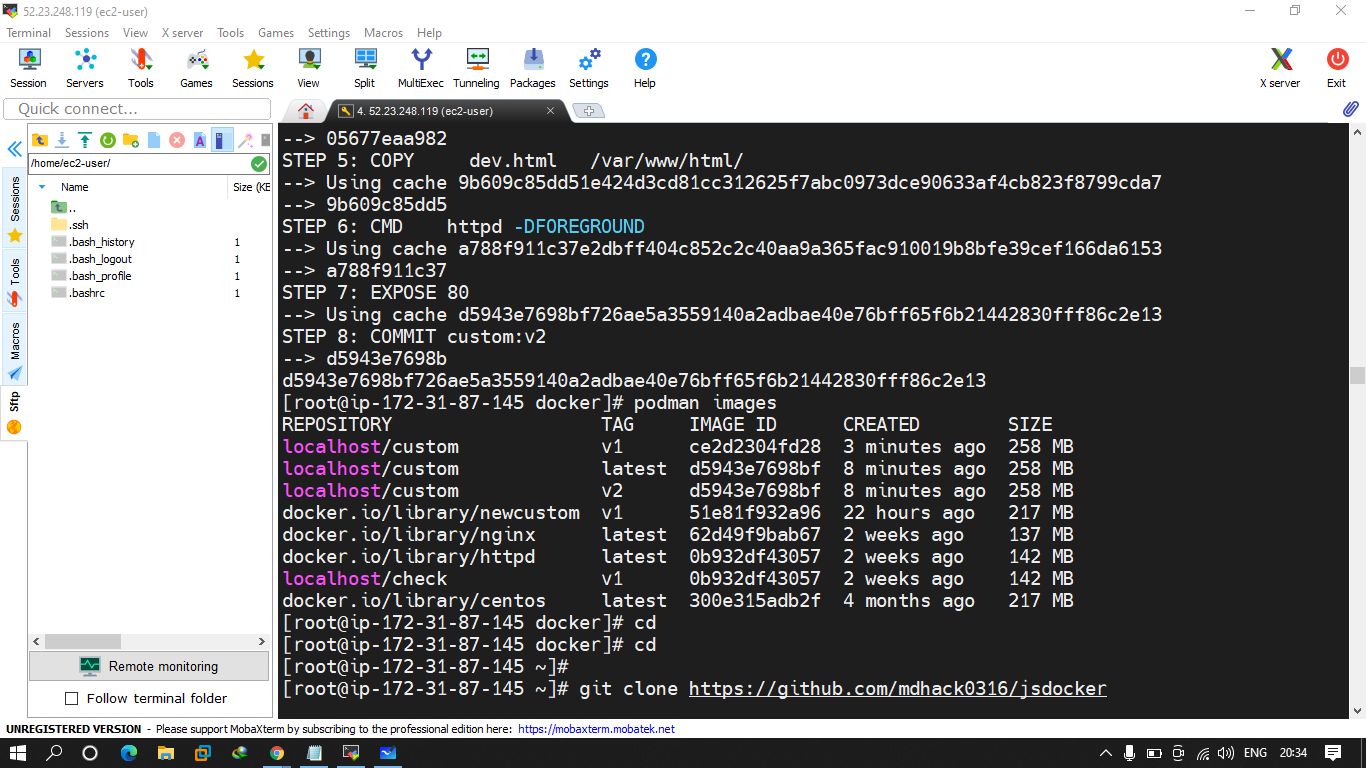 52.23.248.119 (ec2-user)
Terminal Sessions View X server Tools Games Settings Macros Help
Session Servers Tools Games Sessions View Split MultiExec Tunneling Packages Settings Help X server Exit
Quick connect...
4. 52.23.248.119 (ec2-user)
/home/ec2-user/
Name Size (KB
..
.ssh
.bash_history 1
.bash_logout 1
.bash_profile 1
.bashrc 1
Sessions
Tools
Macros
Sftp
Remote monitoring
Follow terminal folder
--> 05677eaa982
STEP 5: COPY dev.html /var/www/html/
--> Using cache 9b609c85dd51e424d3cd81cc312625f7abc0973dce90633af4cb823f8799cda7
--> 9b609c85dd5
STEP 6: CMD httpd -DFOREGROUND
--> Using cache a788f911c37e2dbff404c852c2c40aa9a365fac910019b8bfe39cef166da6153
--> a788f911c37
STEP 7: EXPOSE 80
--> Using cache d5943e7698bf726ae5a3559140a2adbae40e76bff65f6b21442830fff86c2e13
STEP 8: COMMIT custom:v2
--> d5943e7698b
d5943e7698bf726ae5a3559140a2adbae40e76bff65f6b21442830fff86c2e13
[root@ip-172-31-87-145 docker]# podman images
REPOSITORY TAG IMAGE ID CREATED SIZE
localhost/custom v1 ce2d2304fd28 3 minutes ago 258 MB
localhost/custom latest d5943e7698bf 8 minutes ago 258 MB
localhost/custom v2 d5943e7698bf 8 minutes ago 258 MB
docker.io/library/newcustom v1 51e81f932a96 22 hours ago 217 MB
docker.io/library/nginx latest 62d49f9bab67 2 weeks ago 137 MB
docker.io/library/httpd latest 0b932df43057 2 weeks ago 142 MB
localhost/check v1 0b932df43057 2 weeks ago 142 MB
docker.io/library/centos latest 300e315adb2f 4 months ago 217 MB
[root@ip-172-31-87-145 docker]# cd
[root@ip-172-31-87-145 docker]# cd
[root@ip-172-31-87-145 ~]#
[root@ip-172-31-87-145 ~]# git clone https://github.com/mdhack0316/jsdocker
UNREGISTERED VERSION - Please support MobaXterm by subscribing to the professional edition here: https://mobaxterm.mobatek.net
ENG 20:34